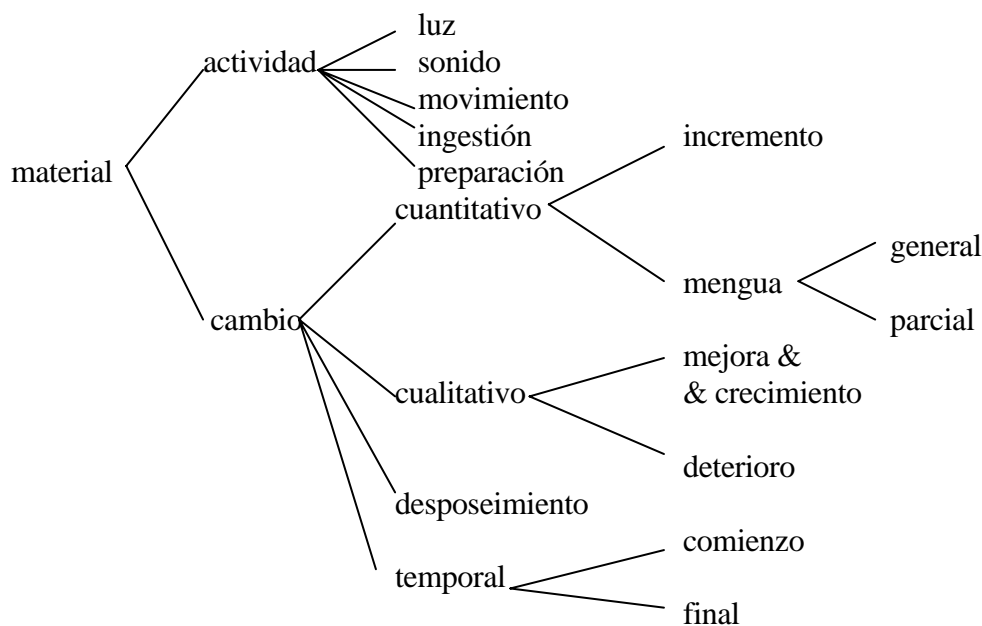 luz
actividad
sonido
movimiento
ingestión
incremento
material
preparación
cuantitativo
general
mengua
cambio
parcial
mejora &
& crecimiento
cualitativo
deterioro
desposeimiento
comienzo
temporal
final